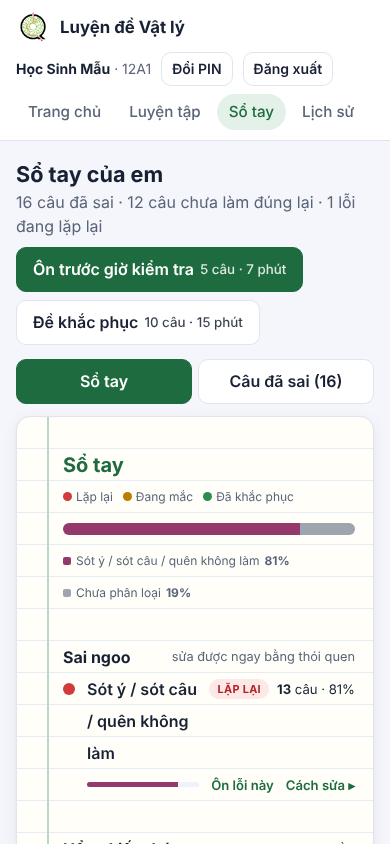 Luyện đề Vật lý
Học Sinh Mẫu · 12A1 Đổi PIN Đăng xuất
Trang chủ Luyện tập Sổ tay Lịch sử
Sổ tay của em
16 câu đã sai · 12 câu chưa làm đúng lại · 1 lỗi
đang lặp lại
Ôn trước giờ kiểm tra 5 câu · 7 phút
Đề khắc phục 10 câu · 15 phút
Sổ tay Câu đã sai (16)
Sổ tay
Lặp lại Đang mắc Đã khắc phục
Sót ý / sót câu / quên không làm 81%
Chưa phân loại 19%
Sai ngoo sửa được ngay bằng thói quen
Sót ý / sót câu LẶP LẠI 13 câu · 81%
/ quên không
làm
Ôn lỗi này Cách sửa ▸